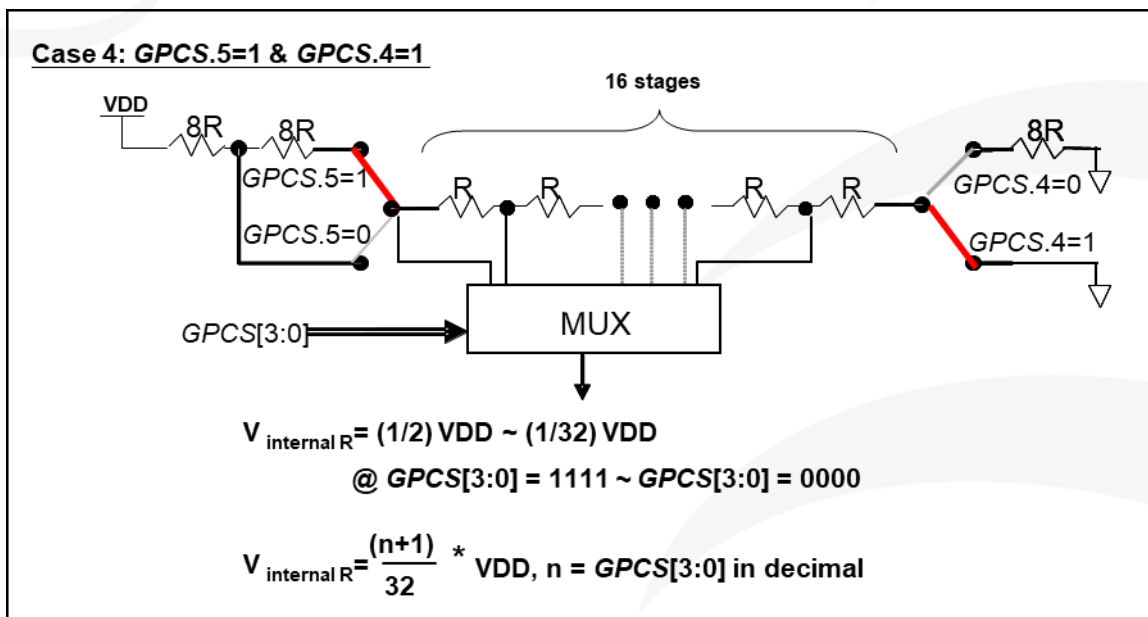 Case 4: GPCS.5=1 & GPCS.4=1
16 stages
VDD
8R
8R
8R
GPCS.5=1
R
R
R
R
GPCS.4=0
GPCS.5=0
GPCS.4=1
MUX
GPCS[3:0]
V internal R= (1/2) VDD ~ (1/32) VDD
@ GPCS[3:0] = 1111 ~ GPCS[3:0] = 0000
V internal R= (n+1)/32 * VDD, n = GPCS[3:0] in decimal